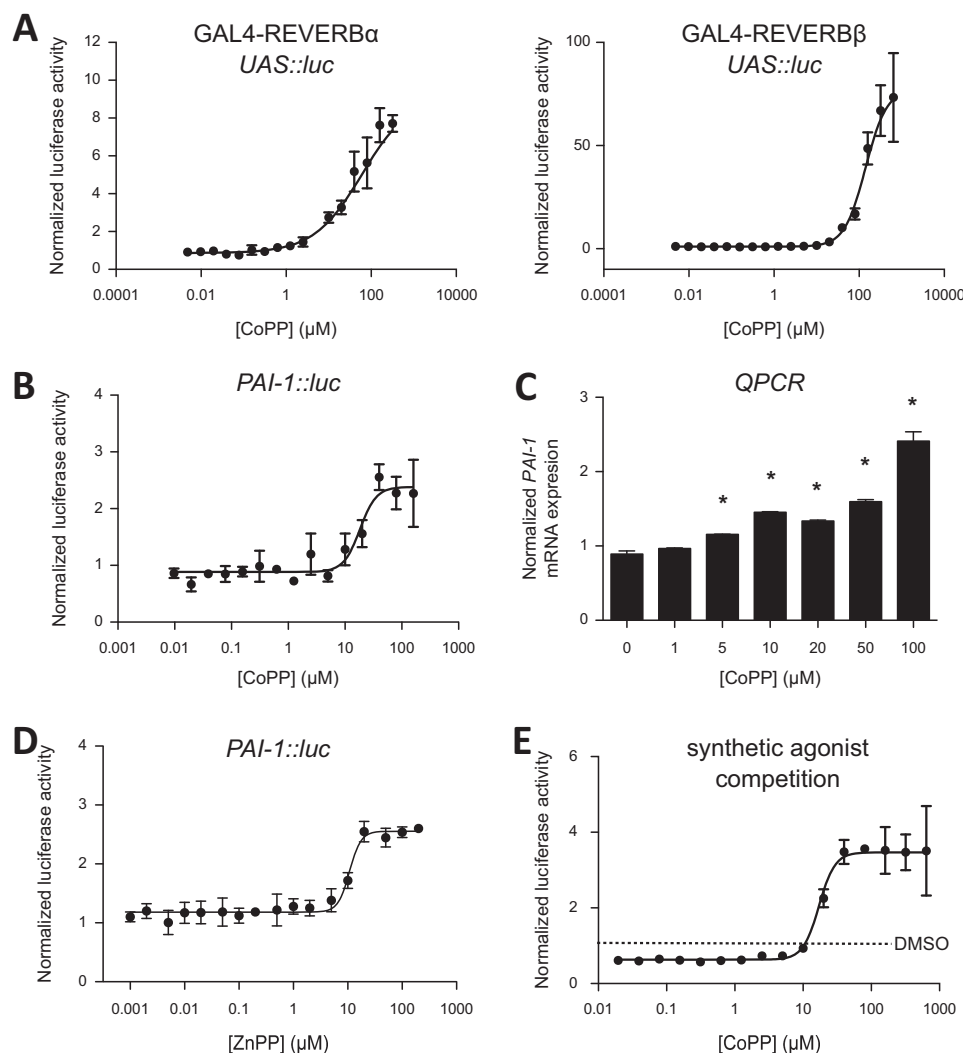 A
GAL4-REVERBα
UAS::luc
Normalized luciferase activity
12
10
8
6
4
2
0
0.0001
0.01
1
100
10000
[CoPP] (µM)
GAL4-REVERBβ
UAS::luc
Normalized luciferase activity
100
50
0
0.0001
0.01
1
100
10000
[CoPP] (µM)
B
PAI-1::luc
Normalized luciferase activity
4
3
2
1
0
0.001
0.01
0.1
1
10
100
1000
[CoPP] (µM)
C
QPCR
Normalized PAI-1
mRNA expresion
3
2
1
0
*
*
*
*
*
0
1
5
10
20
50
100
[CoPP] (µM)
D
PAI-1::luc
Normalized luciferase activity
4
3
2
1
0
0.001
0.01
0.1
1
10
100
1000
[ZnPP] (µM)
E
synthetic agonist
competition
Normalized luciferase activity
6
4
2
0
DMSO
0.01
0.1
1
10
100
1000
[CoPP] (µM)